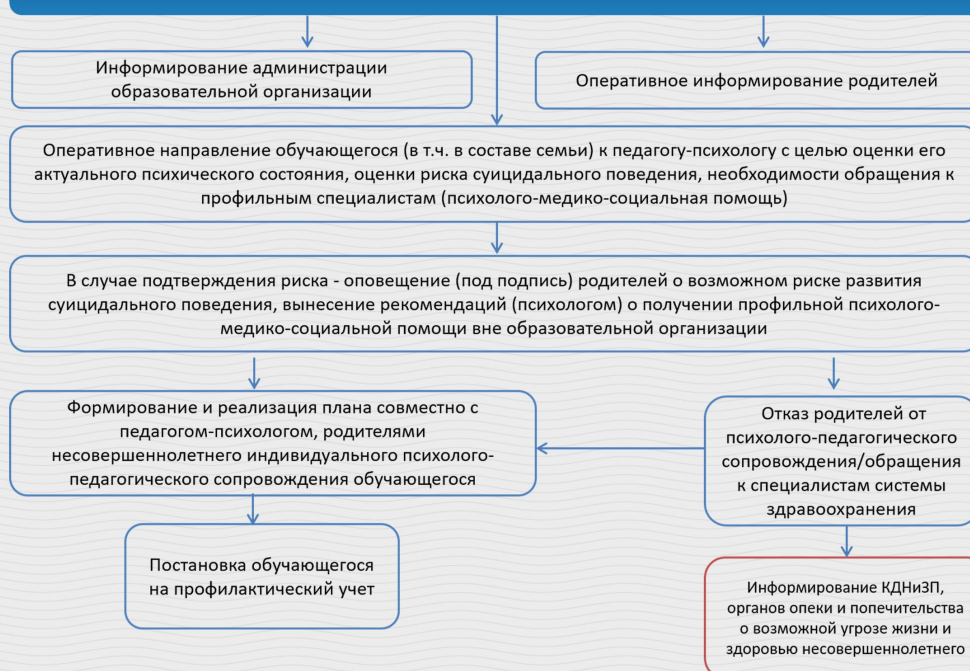 Информирование администрации
образовательной организации
Оперативное информирование родителей
Оперативное направление обучающегося (в т.ч. в составе семьи) к педагогу-психологу с целью оценки его
актуального психического состояния, оценки риска суицидального поведения, необходимости обращения к
профильным специалистам (психолого-медико-социальная помощь)
В случае подтверждения риска - оповещение (под подпись) родителей о возможном риске развития
суицидального поведения, вынесение рекомендаций (психологом) о получении профильной психолого-
медико-социальной помощи вне образовательной организации
Формирование и реализация плана совместно с
педагогом-психологом, родителями
несовершеннолетнего индивидуального психолого-
педагогического сопровождения обучающегося
Отказ родителей от
психолого-педагогического
сопровождения/обращения
к специалистам системы
здравоохранения
Постановка обучающегося
на профилактический учет
Информирование КДНиЗП,
органов опеки и попечительства
о возможной угрозе жизни и
здоровью несовершеннолетнего